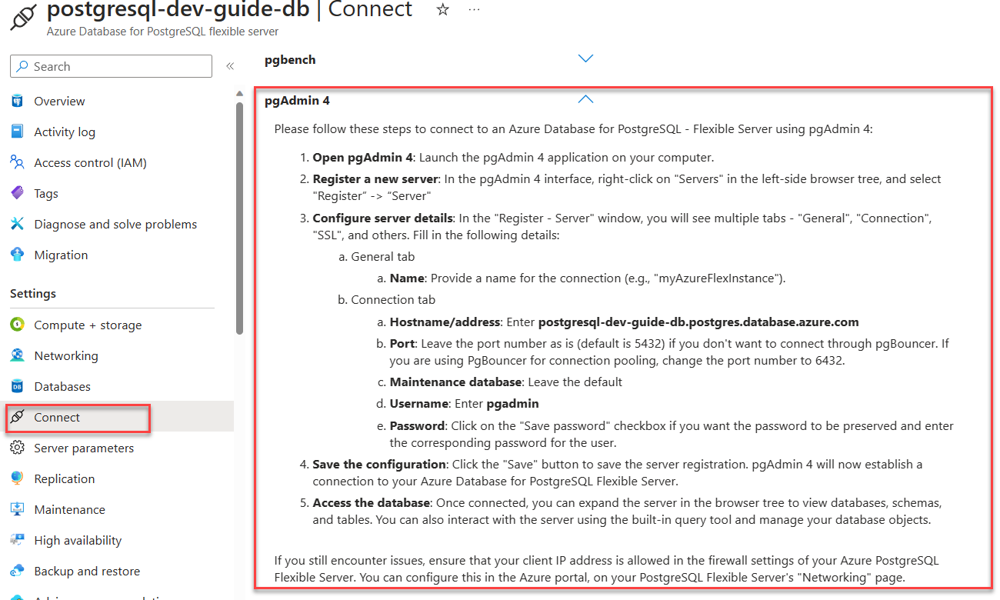 postgresql-dev-guide-db | Connect
Azure Database for PostgreSQL flexible server
Search
Overview
Activity log
Access control (IAM)
Tags
Diagnose and solve problems
Migration
Settings
Compute + storage
Networking
Databases
Connect
Server parameters
Replication
Maintenance
High availability
Backup and restore
pgbench
pgAdmin 4
Please follow these steps to connect to an Azure Database for PostgreSQL - Flexible Server using pgAdmin 4:
1. Open pgAdmin 4: Launch the pgAdmin 4 application on your computer.
2. Register a new server: In the pgAdmin 4 interface, right-click on "Servers" in the left-side browser tree, and select
"Register” -> “Server"
3. Configure server details: In the "Register - Server" window, you will see multiple tabs - "General", "Connection",
"SSL", and others. Fill in the following details:
a. General tab
a. Name: Provide a name for the connection (e.g., "myAzureFlexInstance").
b. Connection tab
a. Hostname/address: Enter postgresql-dev-guide-db.postgres.database.azure.com
b. Port: Leave the port number as is (default is 5432) if you don't want to connect through pgBouncer. If
you are using PgBouncer for connection pooling, change the port number to 6432.
c. Maintenance database: Leave the default
d. Username: Enter pgadmin
e. Password: Click on the "Save password" checkbox if you want the password to be preserved and enter
the corresponding password for the user.
4. Save the configuration: Click the "Save" button to save the server registration. pgAdmin 4 will now establish a
connection to your Azure Database for PostgreSQL Flexible Server.
5. Access the database: Once connected, you can expand the server in the browser tree to view databases, schemas,
and tables. You can also interact with the server using the built-in query tool and manage your database objects.
If you still encounter issues, ensure that your client IP address is allowed in the firewall settings of your Azure PostgreSQL
Flexible Server. You can configure this in the Azure portal, on your PostgreSQL Flexible Server's "Networking" page.